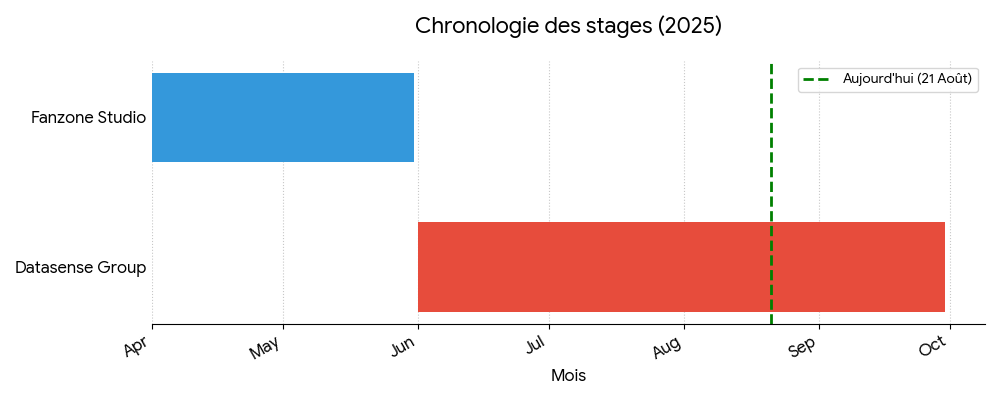 Chronologie des stages (2025)
Aujourd'hui (21 Août)
Fanzone Studio
Datasense Group
Apr
May
Jun
Jul
Aug
Sep
Oct
Mois